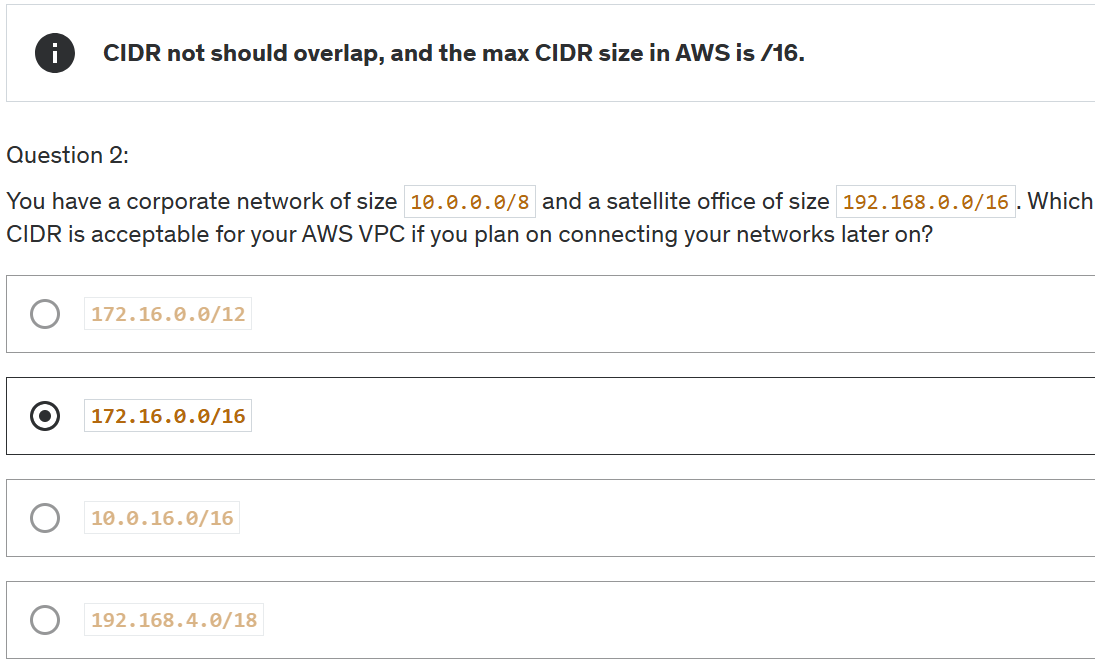 CIDR not should overlap, and the max CIDR size in AWS is /16.
Question 2:
You have a corporate network of size 10.0.0.0/8 and a satellite office of size 192.168.0.0/16. Which
CIDR is acceptable for your AWS VPC if you plan on connecting your networks later on?
172.16.0.0/12
172.16.0.0/16
10.0.16.0/16
192.168.4.0/18